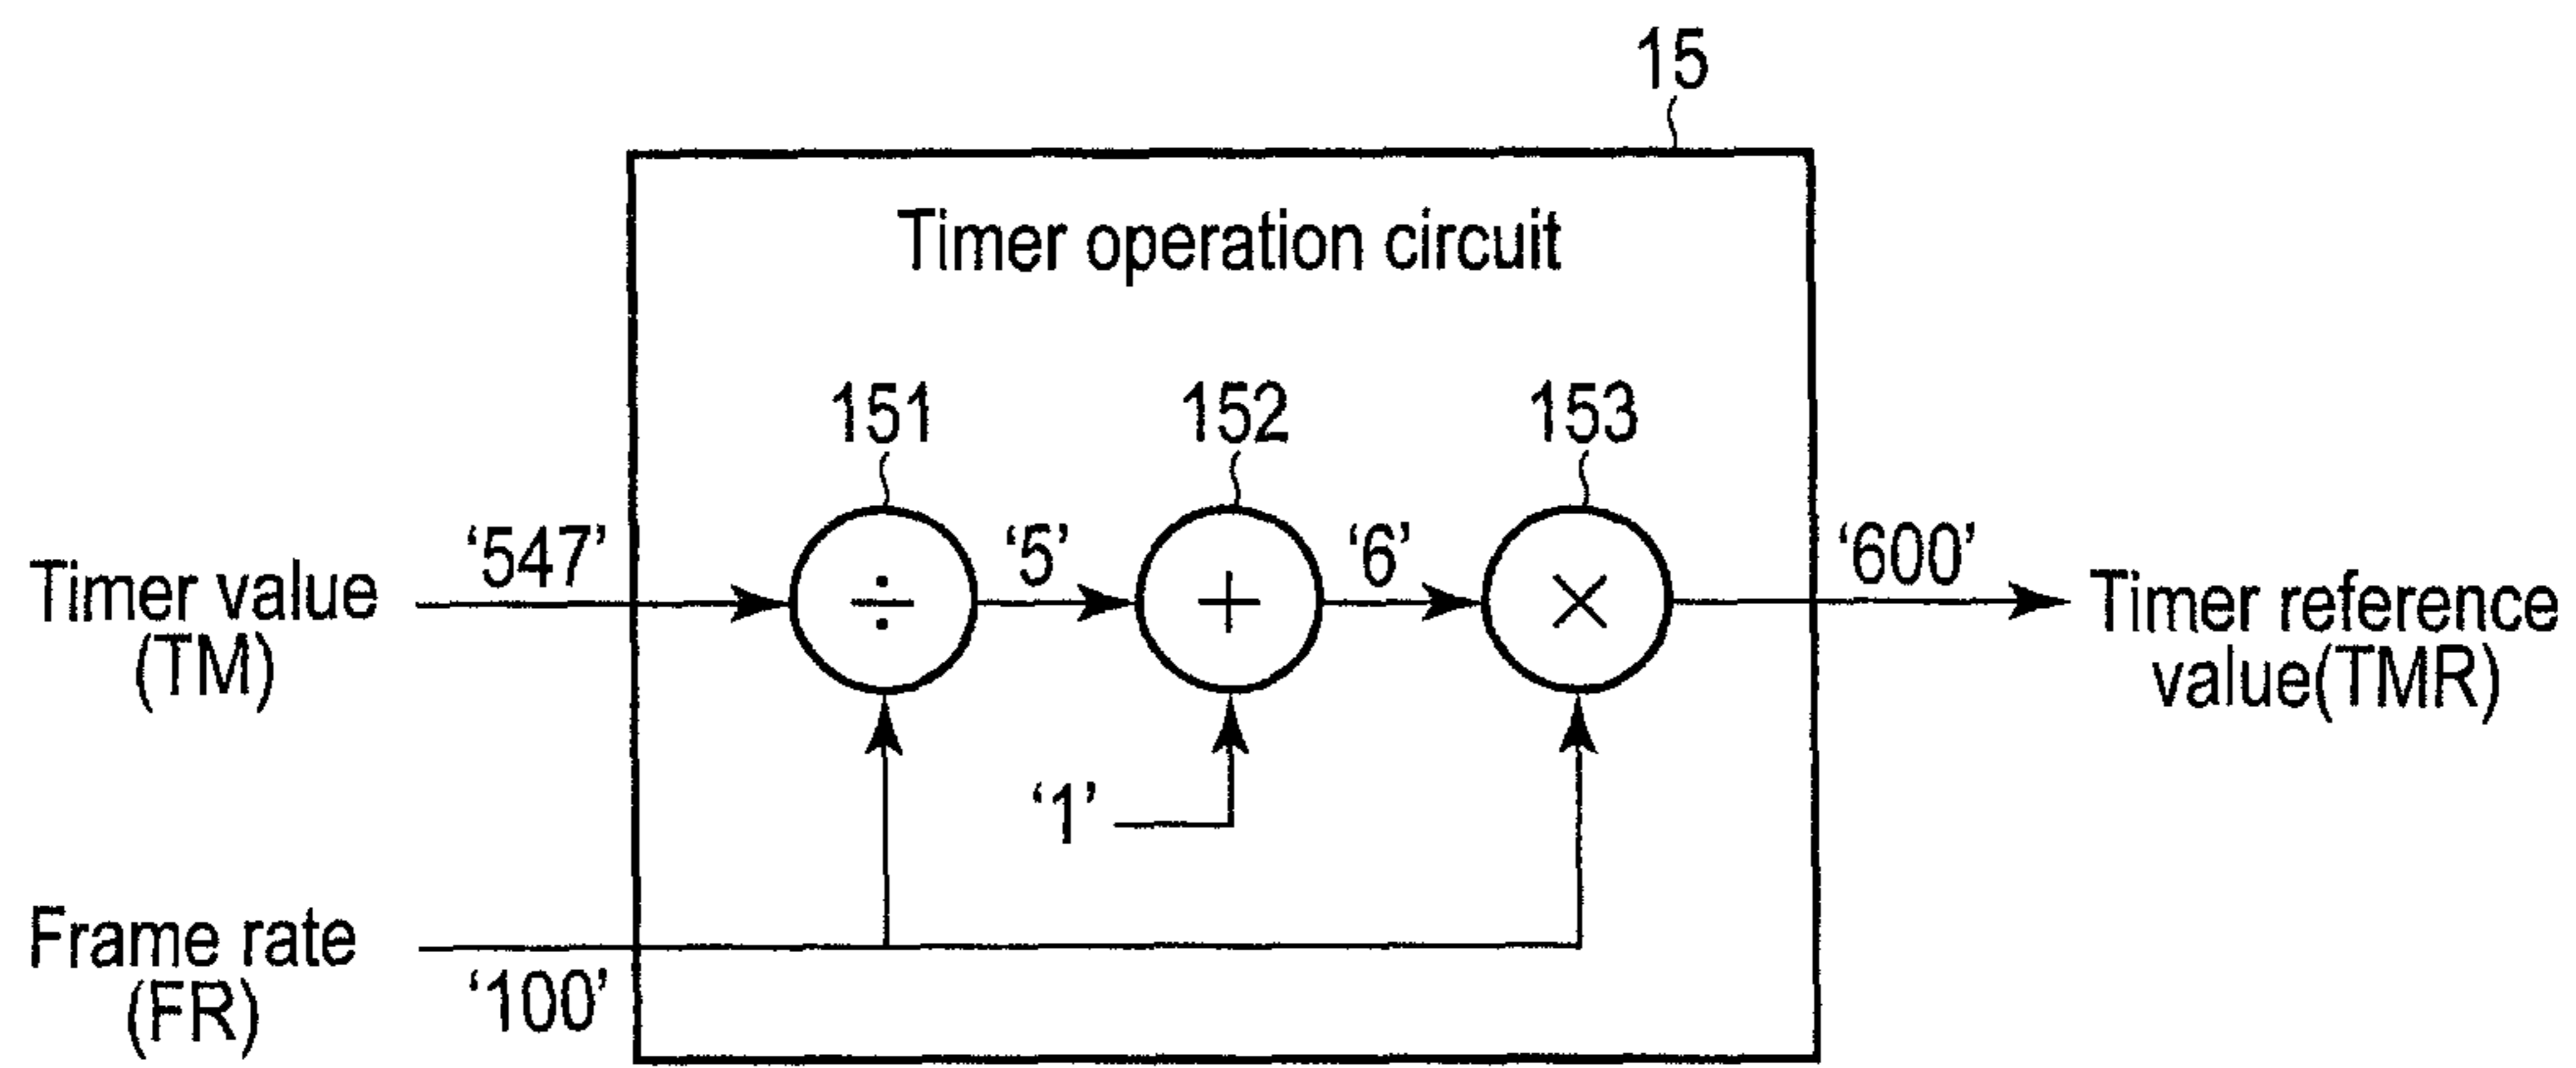 15
Timer operation circuit
151
152
153
Timer value
(TM)
‘547’
÷
‘5’
+
‘6’
×
‘600’
Timer reference
value(TMR)
‘1’
Frame rate
(FR)
‘100’